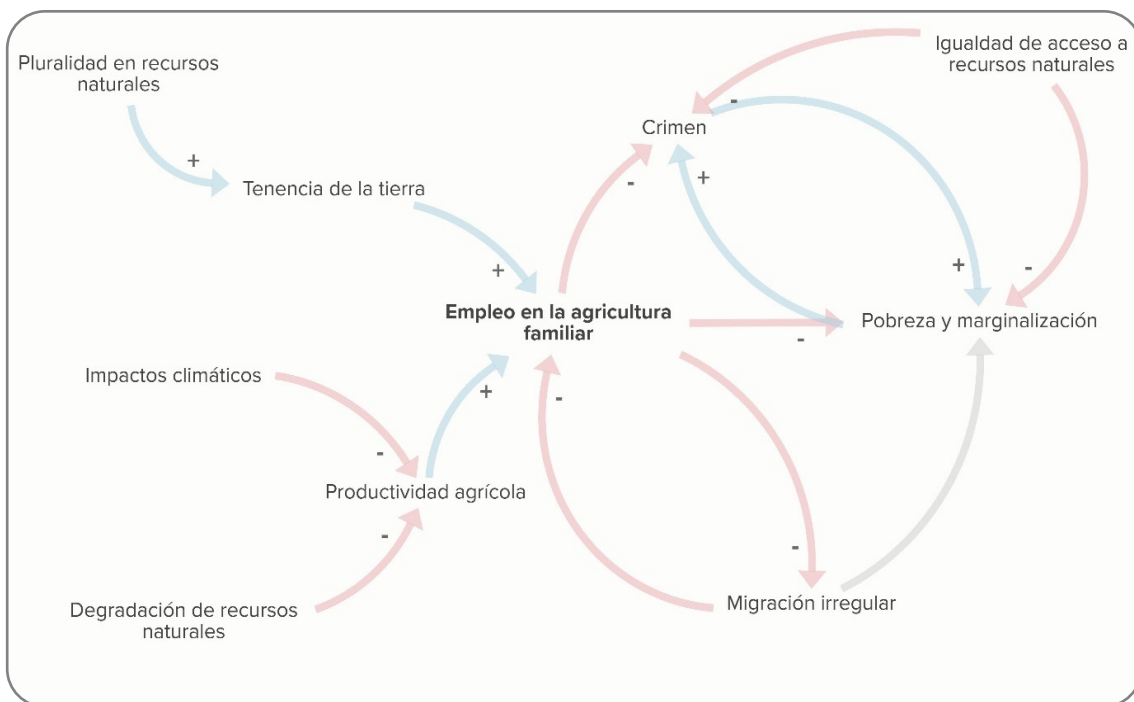 Pluralidad en recursos
naturales
Igualdad de acceso a
recursos naturales
-
Crimen
+
-
+
Tenencia de la tierra
+
+
-
Empleo en la agricultura
familiar
-
Pobreza y marginalización
Impactos climáticos
+
-
-
Productividad agrícola
-
-
Migración irregular
Degradación de recursos
naturales